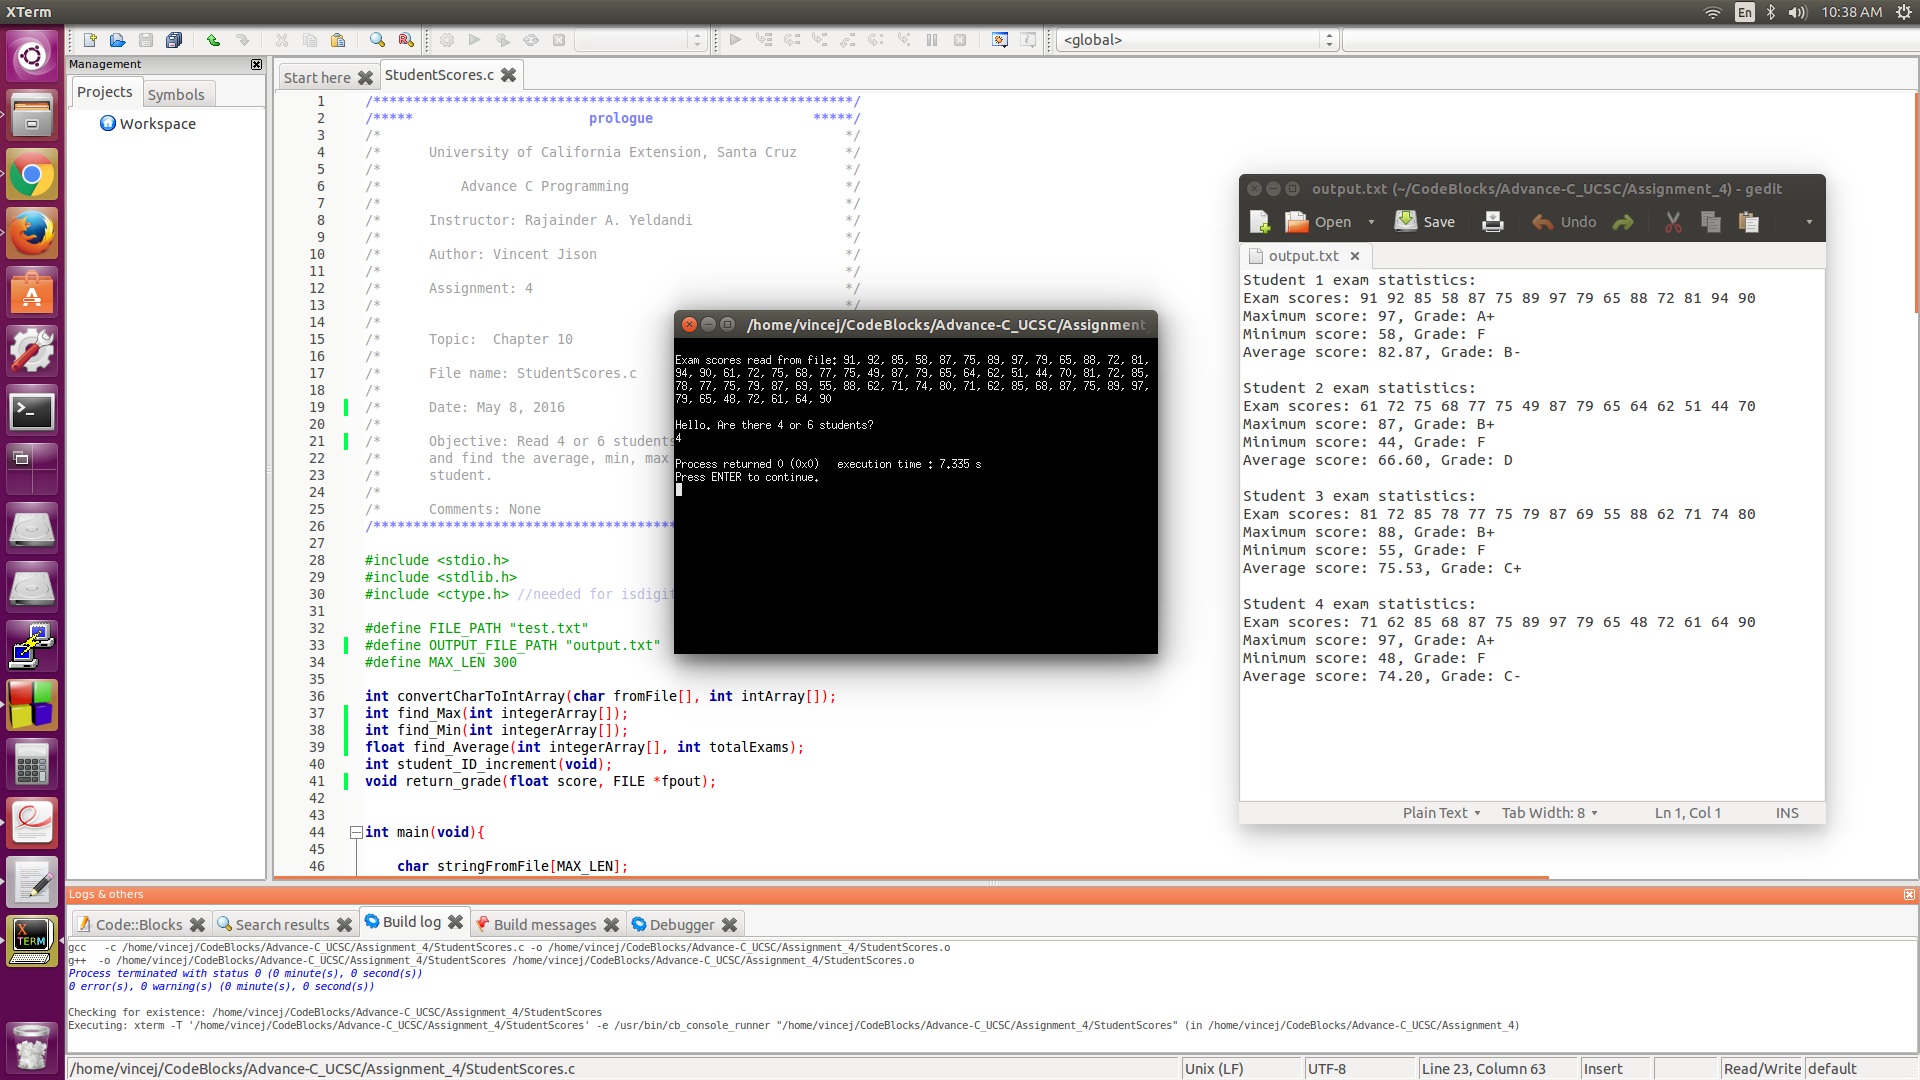 XTerm
En
10:38 AM
<global>
Management
Projects
Symbols
Workspace
Start here
StudentScores.c
1 /************************************************************/
2 /***** prologue *****/
3 /* */
4 /* University of California Extension, Santa Cruz */
5 /* */
6 /* Advance C Programming */
7 /* */
8 /* Instructor: Rajainder A. Yeldandi */
9 /* */
10 /* Author: Vincent Jison */
11 /* */
12 /* Assignment: 4 */
13 /* */
14 /*
15 /* Topic: Chapter 10
16 /*
17 /* File name: StudentScores.c
18 /*
19 /* Date: May 8, 2016
20 /*
21 /* Objective: Read 4 or 6 students
22 /* and find the average, min, max
23 /* student.
24 /*
25 /* Comments: None
26 /***************************************
27
28 #include <stdio.h>
29 #include <stdlib.h>
30 #include <ctype.h> //needed for isdigit
31
32 #define FILE_PATH "test.txt"
33 #define OUTPUT_FILE_PATH "output.txt"
34 #define MAX_LEN 300
35
36 int convertCharToIntArray(char fromFile[], int intArray[]);
37 int find_Max(int integerArray[]);
38 int find_Min(int integerArray[]);
39 float find_Average(int integerArray[], int totalExams);
40 int student_ID_increment(void);
41 void return_grade(float score, FILE *fpout);
42
43
44 int main(void){
45
46 char stringFromFile[MAX_LEN];
/home/vincej/CodeBlocks/Advance-C_UCSC/Assignment
Exam scores read from file: 91, 92, 85, 58, 87, 75, 89, 97, 79, 65, 88, 72, 81,
94, 90, 61, 72, 75, 68, 77, 75, 49, 87, 79, 65, 64, 62, 51, 44, 70, 81, 72, 85,
78, 77, 75, 79, 87, 69, 55, 88, 62, 71, 74, 80, 71, 62, 85, 68, 87, 75, 89, 97,
79, 65, 48, 72, 61, 64, 90
Hello. Are there 4 or 6 students?
4
Process returned 0 (0x0) execution time : 7.335 s
Press ENTER to continue.
output.txt (~/CodeBlocks/Advance-C_UCSC/Assignment_4) - gedit
Open
Save
Undo
output.txt
Student 1 exam statistics:
Exam scores: 91 92 85 58 87 75 89 97 79 65 88 72 81 94 90
Maximum score: 97, Grade: A+
Minimum score: 58, Grade: F
Average score: 82.87, Grade: B-
Student 2 exam statistics:
Exam scores: 61 72 75 68 77 75 49 87 79 65 64 62 51 44 70
Maximum score: 87, Grade: B+
Minimum score: 44, Grade: F
Average score: 66.60, Grade: D
Student 3 exam statistics:
Exam scores: 81 72 85 78 77 75 79 87 69 55 88 62 71 74 80
Maximum score: 88, Grade: B+
Minimum score: 55, Grade: F
Average score: 75.53, Grade: C+
Student 4 exam statistics:
Exam scores: 71 62 85 68 87 75 89 97 79 65 48 72 61 64 90
Maximum score: 97, Grade: A+
Minimum score: 48, Grade: F
Average score: 74.20, Grade: C-
Plain Text
Tab Width: 8
Ln 1, Col 1
INS
X TERM
Logs & others
Code::Blocks
Search results
Build log
Build messages
Debugger
gcc -c /home/vincej/CodeBlocks/Advance-C_UCSC/Assignment_4/StudentScores.c -o /home/vincej/CodeBlocks/Advance-C_UCSC/Assignment_4/StudentScores.o
g++ -o /home/vincej/CodeBlocks/Advance-C_UCSC/Assignment_4/StudentScores /home/vincej/CodeBlocks/Advance-C_UCSC/Assignment_4/StudentScores.o
Process terminated with status 0 (0 minute(s), 0 second(s))
0 error(s), 0 warning(s) (0 minute(s), 0 second(s))
Checking for existence: /home/vincej/CodeBlocks/Advance-C_UCSC/Assignment_4/StudentScores
Executing: xterm -T '/home/vincej/CodeBlocks/Advance-C_UCSC/Assignment_4/StudentScores' -e /usr/bin/cb_console_runner "/home/vincej/CodeBlocks/Advance-C_UCSC/Assignment_4/StudentScores" (in /home/vincej/CodeBlocks/Advance-C_UCSC/Assignment_4)
/home/vincej/CodeBlocks/Advance-C_UCSC/Assignment_4/StudentScores.c
Unix (LF)
UTF-8
Line 23, Column 63
Insert
Read/Write
default